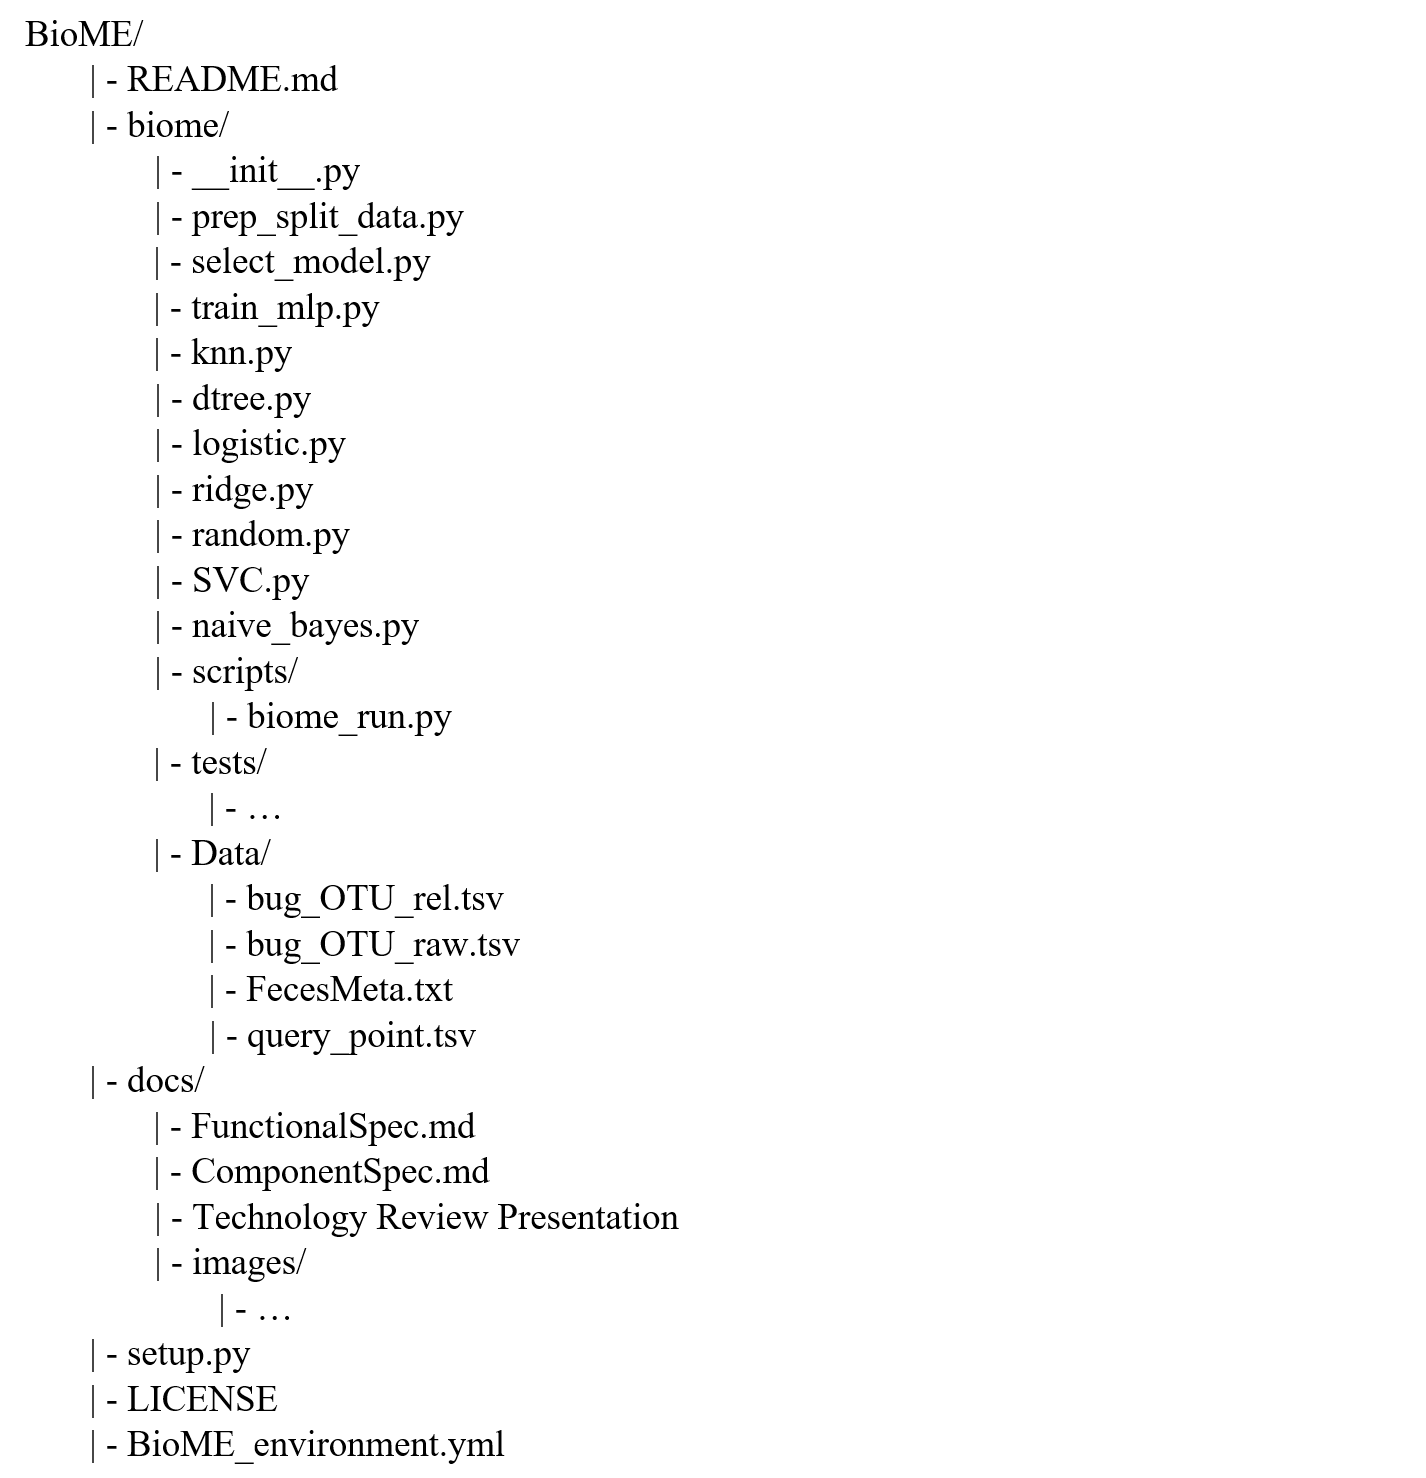 BioME/
| - README.md
| - biome/
| - __init__.py
| - prep_split_data.py
| - select_model.py
| - train_mlp.py
| - knn.py
| - dtree.py
| - logistic.py
| - ridge.py
| - random.py
| - SVC.py
| - naive_bayes.py
| - scripts/
| - biome_run.py
| - tests/
| - …
| - Data/
| - bug_OTU_rel.tsv
| - bug_OTU_raw.tsv
| - FecesMeta.txt
| - query_point.tsv
| - docs/
| - FunctionalSpec.md
| - ComponentSpec.md
| - Technology Review Presentation
| - images/
| - …
| - setup.py
| - LICENSE
| - BioME_environment.yml